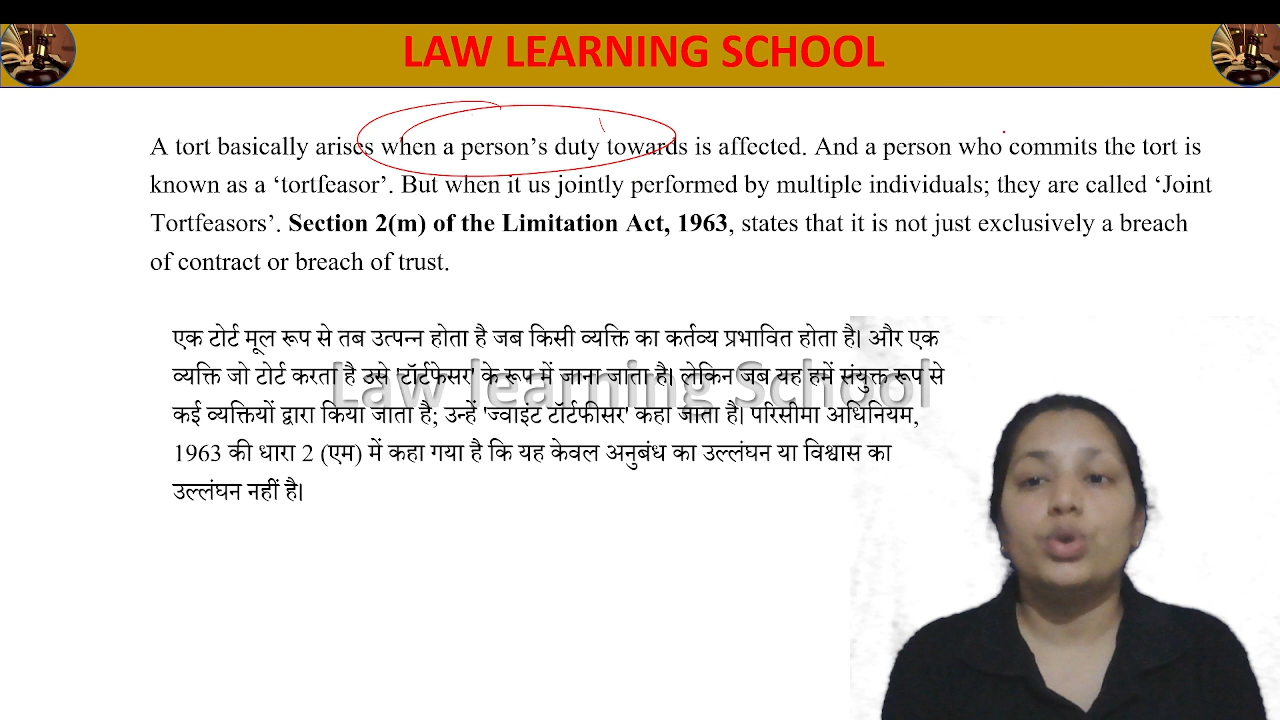 LAW LEARNING SCHOOL
A tort basically arises when a person's duty towards is affected. And a person who commits the tort is
known as a ‘tortfeasor’. But when it us jointly performed by multiple individuals; they are called ‘Joint
Tortfeasors’. Section 2(m) of the Limitation Act, 1963, states that it is not just exclusively a breach
of contract or breach of trust.
एक टोर्ट मूल रूप से तब उत्पन्न होता है जब किसी व्यक्ति का कर्तव्य प्रभावित होता है। और एक
व्यक्ति जो टोर्ट करता है उसे 'टॉर्टफेसर' के रूप में जाना जाता है। लेकिन जब यह हमें संयुक्त रूप से
Law learning School
कई व्यक्तियों द्वारा किया जाता है; उन्हें 'ज्वाइंट टॉर्टफीसर' कहा जाता है। परिसीमा अधिनियम,
1963 की धारा 2 (एम) में कहा गया है कि यह केवल अनुबंध का उल्लंघन या विश्वास का
उल्लंघन नहीं है।